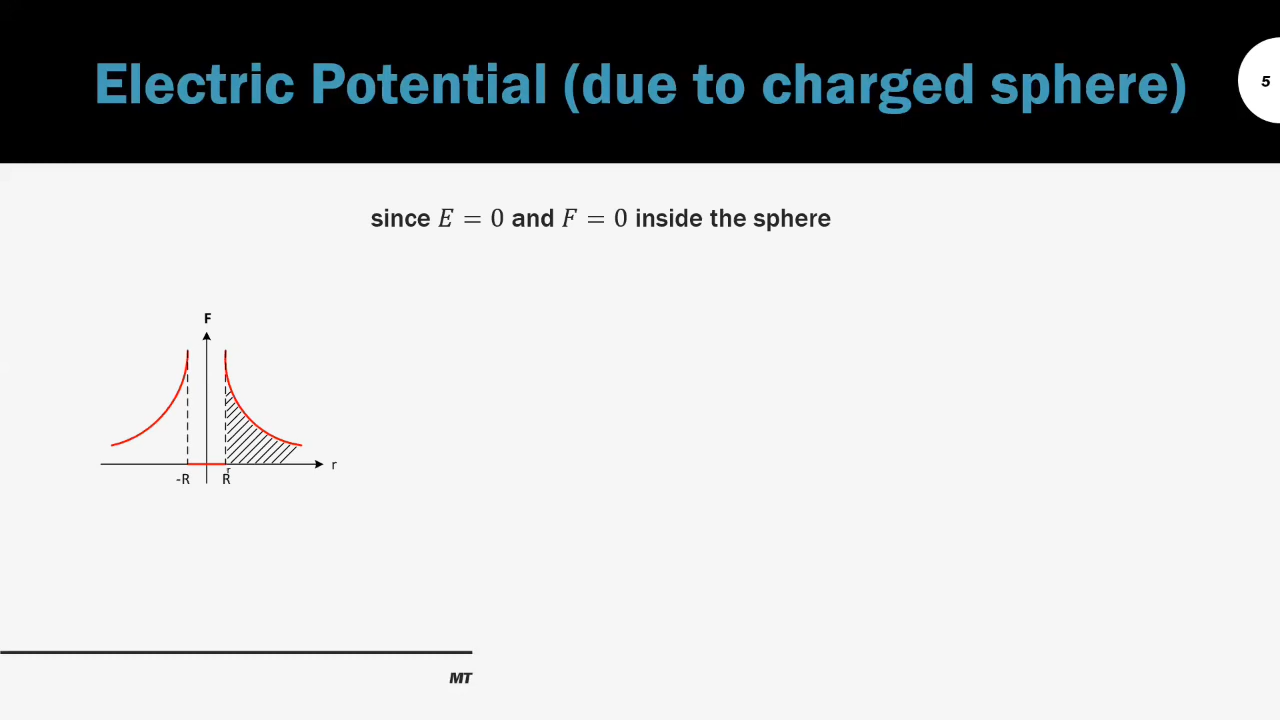 Electric Potential (due to charged sphere)
5
since E = 0 and F = 0 inside the sphere
F
r
r
-R
R
MT